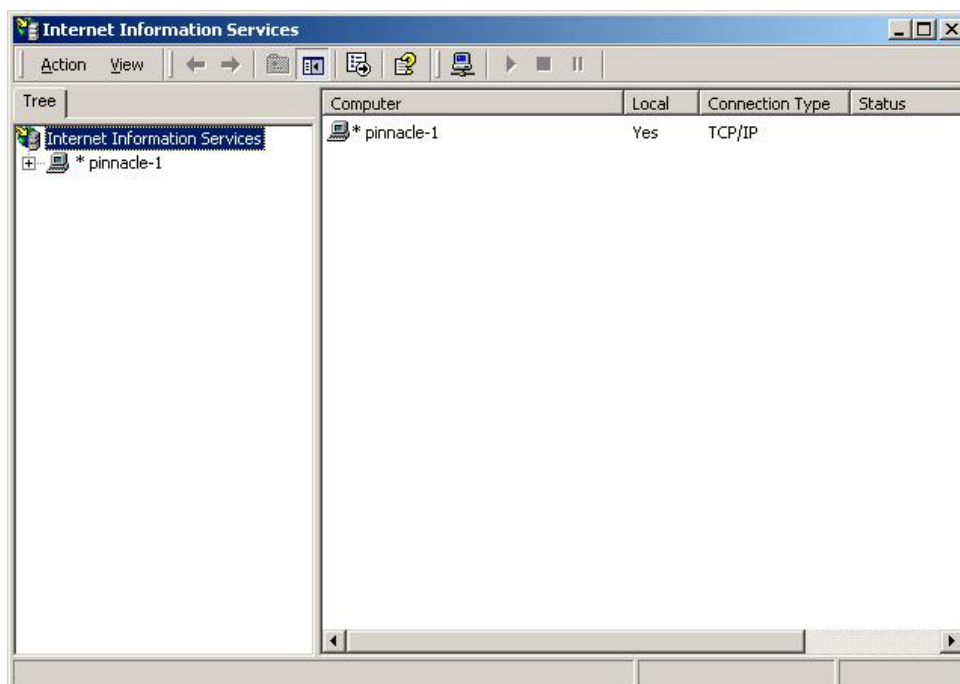 Internet Information Services
Action View
Tree
Computer Local Connection Type Status
Internet Information Services
* pinnacle-1
* pinnacle-1 Yes TCP/IP